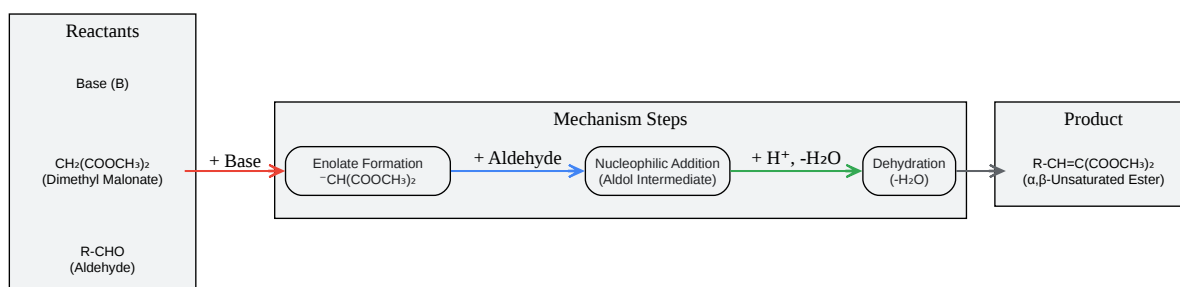 Reactants
Base (B)
CH₂(COOCH₃)₂
(Dimethyl Malonate)
R-CHO
(Aldehyde)
+ Base
Mechanism Steps
Enolate Formation
⁻CH(COOCH₃)₂
+ Aldehyde
Nucleophilic Addition
(Aldol Intermediate)
+ H⁺, -H₂O
Dehydration
(-H₂O)
Product
R-CH=C(COOCH₃)₂
(α,β-Unsaturated Ester)